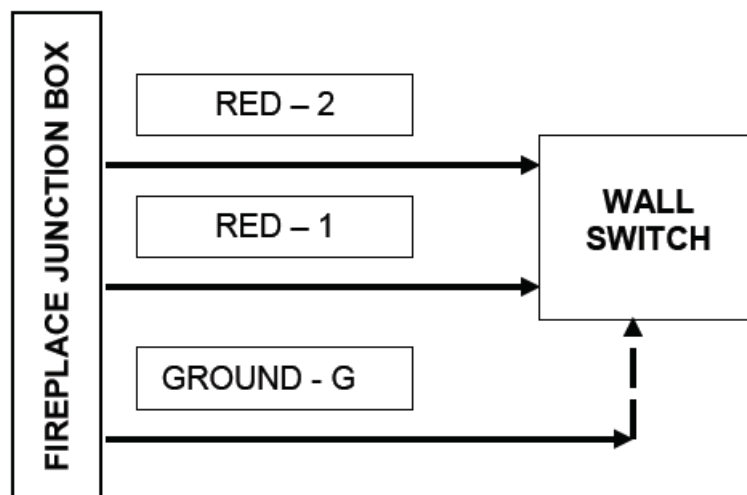 FIREPLACE JUNCTION BOX
RED – 2
RED – 1
GROUND - G
WALL
SWITCH